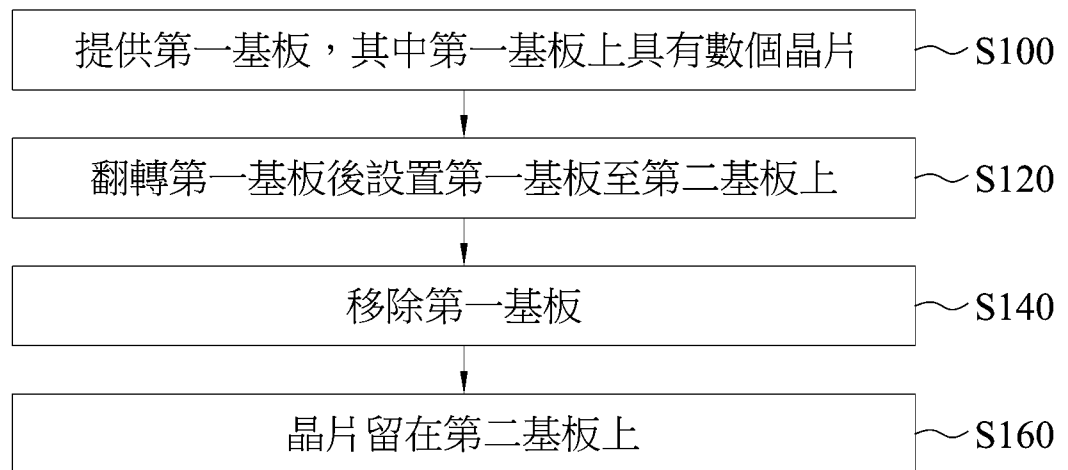 提供第一基板，其中第一基板上具有數個晶片 S100
翻轉第一基板後設置第一基板至第二基板上 S120
移除第一基板 S140
晶片留在第二基板上 S160